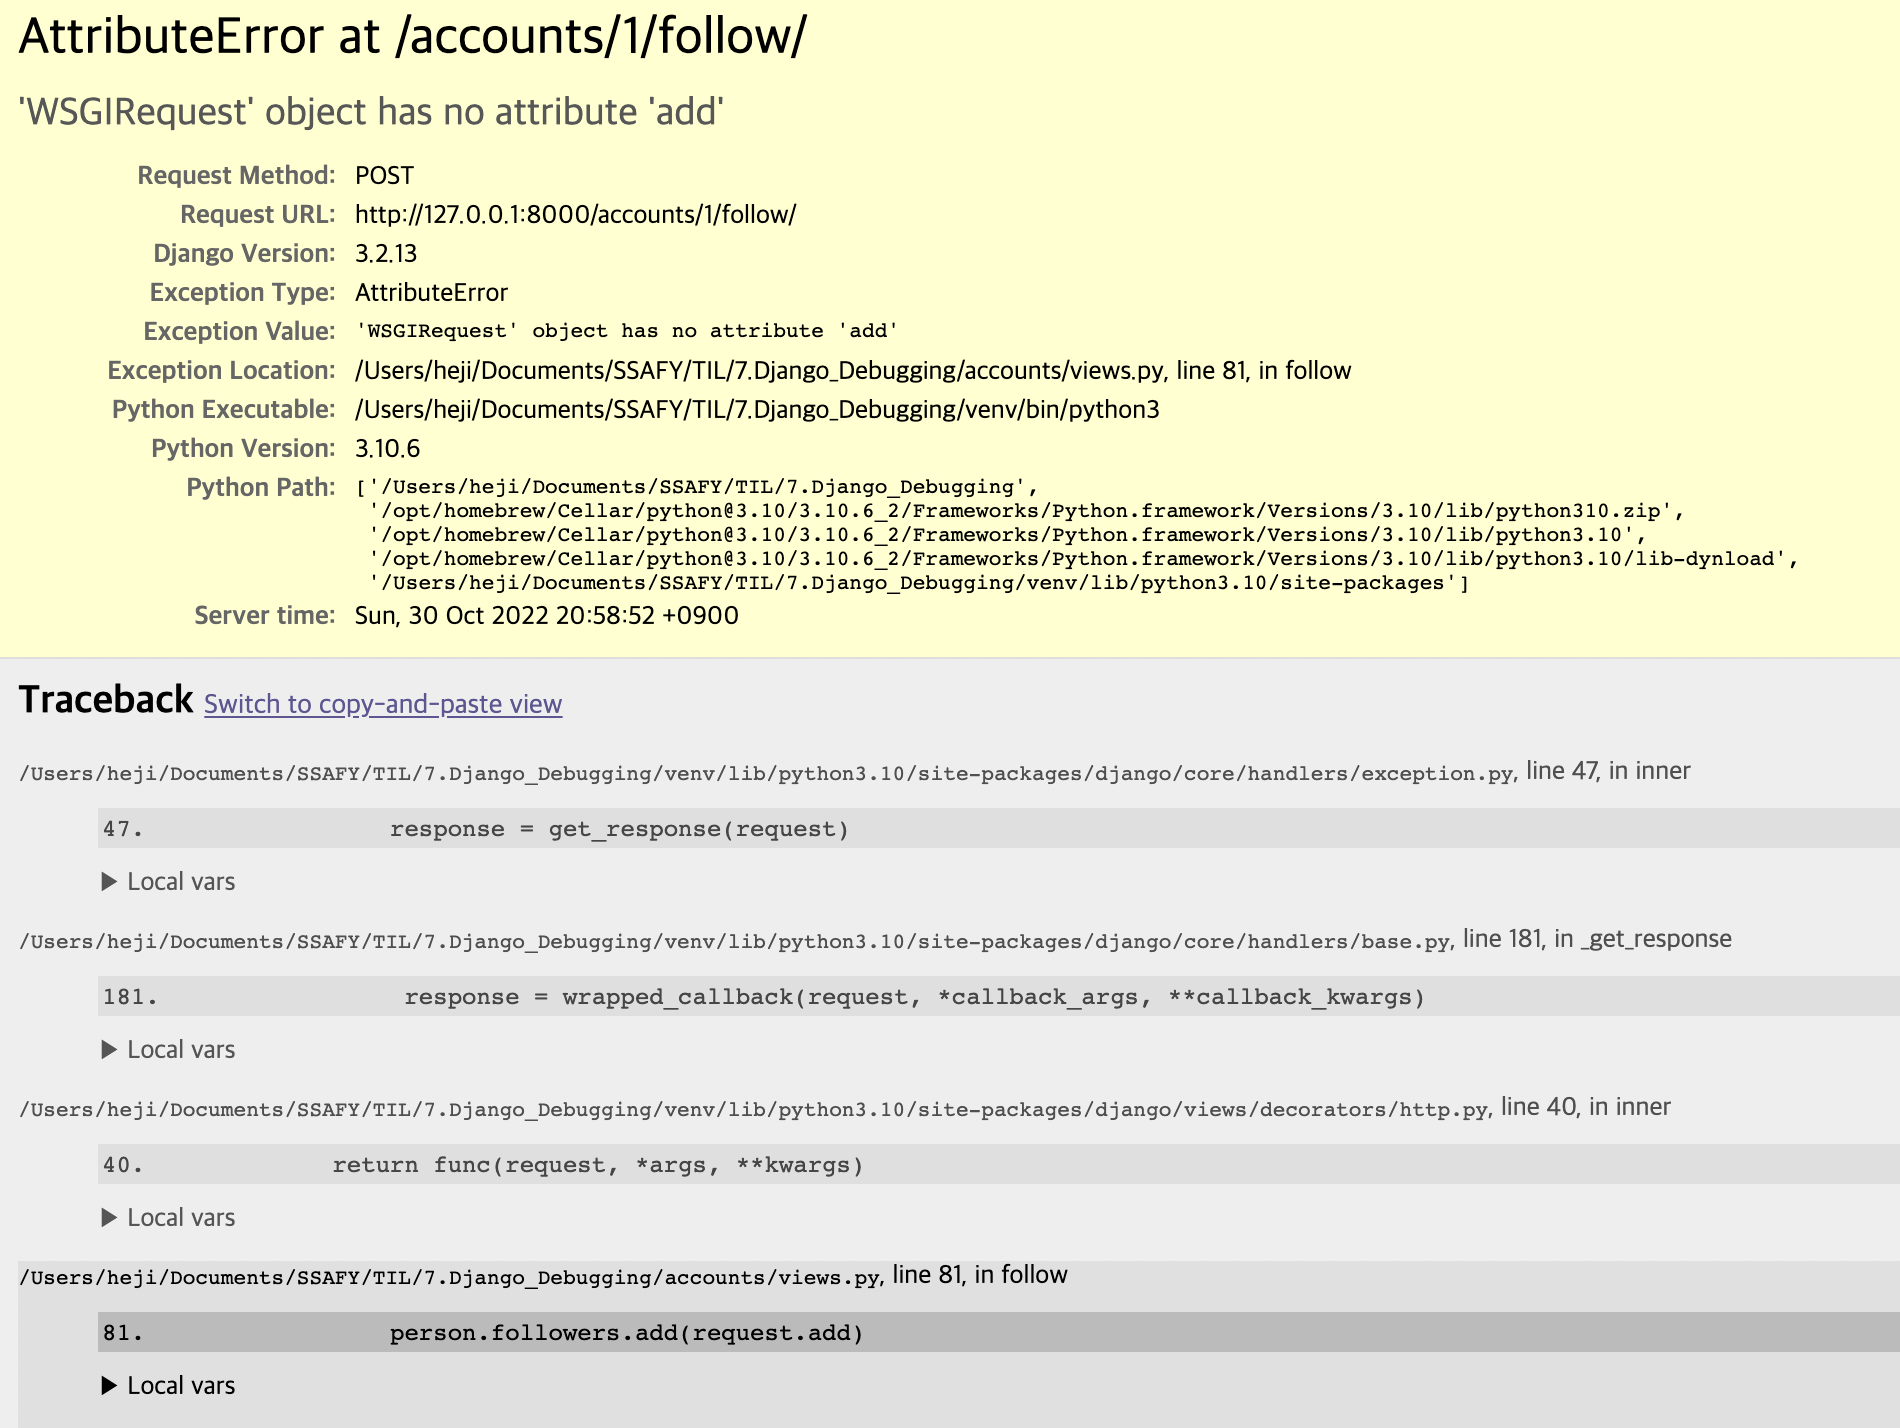 AttributeError at /accounts/1/follow/
'WSGIRequest' object has no attribute 'add'
Request Method: POST
Request URL: http://127.0.0.1:8000/accounts/1/follow/
Django Version: 3.2.13
Exception Type: AttributeError
Exception Value: 'WSGIRequest' object has no attribute 'add'
Exception Location: /Users/heji/Documents/SSAFY/TIL/7.Django_Debugging/accounts/views.py, line 81, in follow
Python Executable: /Users/heji/Documents/SSAFY/TIL/7.Django_Debugging/venv/bin/python3
Python Version: 3.10.6
Python Path: ['/Users/heji/Documents/SSAFY/TIL/7.Django_Debugging',
'/opt/homebrew/Cellar/python@3.10/3.10.6_2/Frameworks/Python.framework/Versions/3.10/lib/python310.zip',
'/opt/homebrew/Cellar/python@3.10/3.10.6_2/Frameworks/Python.framework/Versions/3.10/lib/python3.10',
'/opt/homebrew/Cellar/python@3.10/3.10.6_2/Frameworks/Python.framework/Versions/3.10/lib/python3.10/lib-dynload',
'/Users/heji/Documents/SSAFY/TIL/7.Django_Debugging/venv/lib/python3.10/site-packages']
Server time: Sun, 30 Oct 2022 20:58:52 +0900
Traceback Switch to copy-and-paste view
/Users/heji/Documents/SSAFY/TIL/7.Django_Debugging/venv/lib/python3.10/site-packages/django/core/handlers/exception.py, line 47, in inner
47. response = get_response(request)
▶ Local vars
/Users/heji/Documents/SSAFY/TIL/7.Django_Debugging/venv/lib/python3.10/site-packages/django/core/handlers/base.py, line 181, in _get_response
181. response = wrapped_callback(request, *callback_args, **callback_kwargs)
▶ Local vars
/Users/heji/Documents/SSAFY/TIL/7.Django_Debugging/venv/lib/python3.10/site-packages/django/views/decorators/http.py, line 40, in inner
40. return func(request, *args, **kwargs)
▶ Local vars
/Users/heji/Documents/SSAFY/TIL/7.Django_Debugging/accounts/views.py, line 81, in follow
81. person.followers.add(request.add)
▶ Local vars